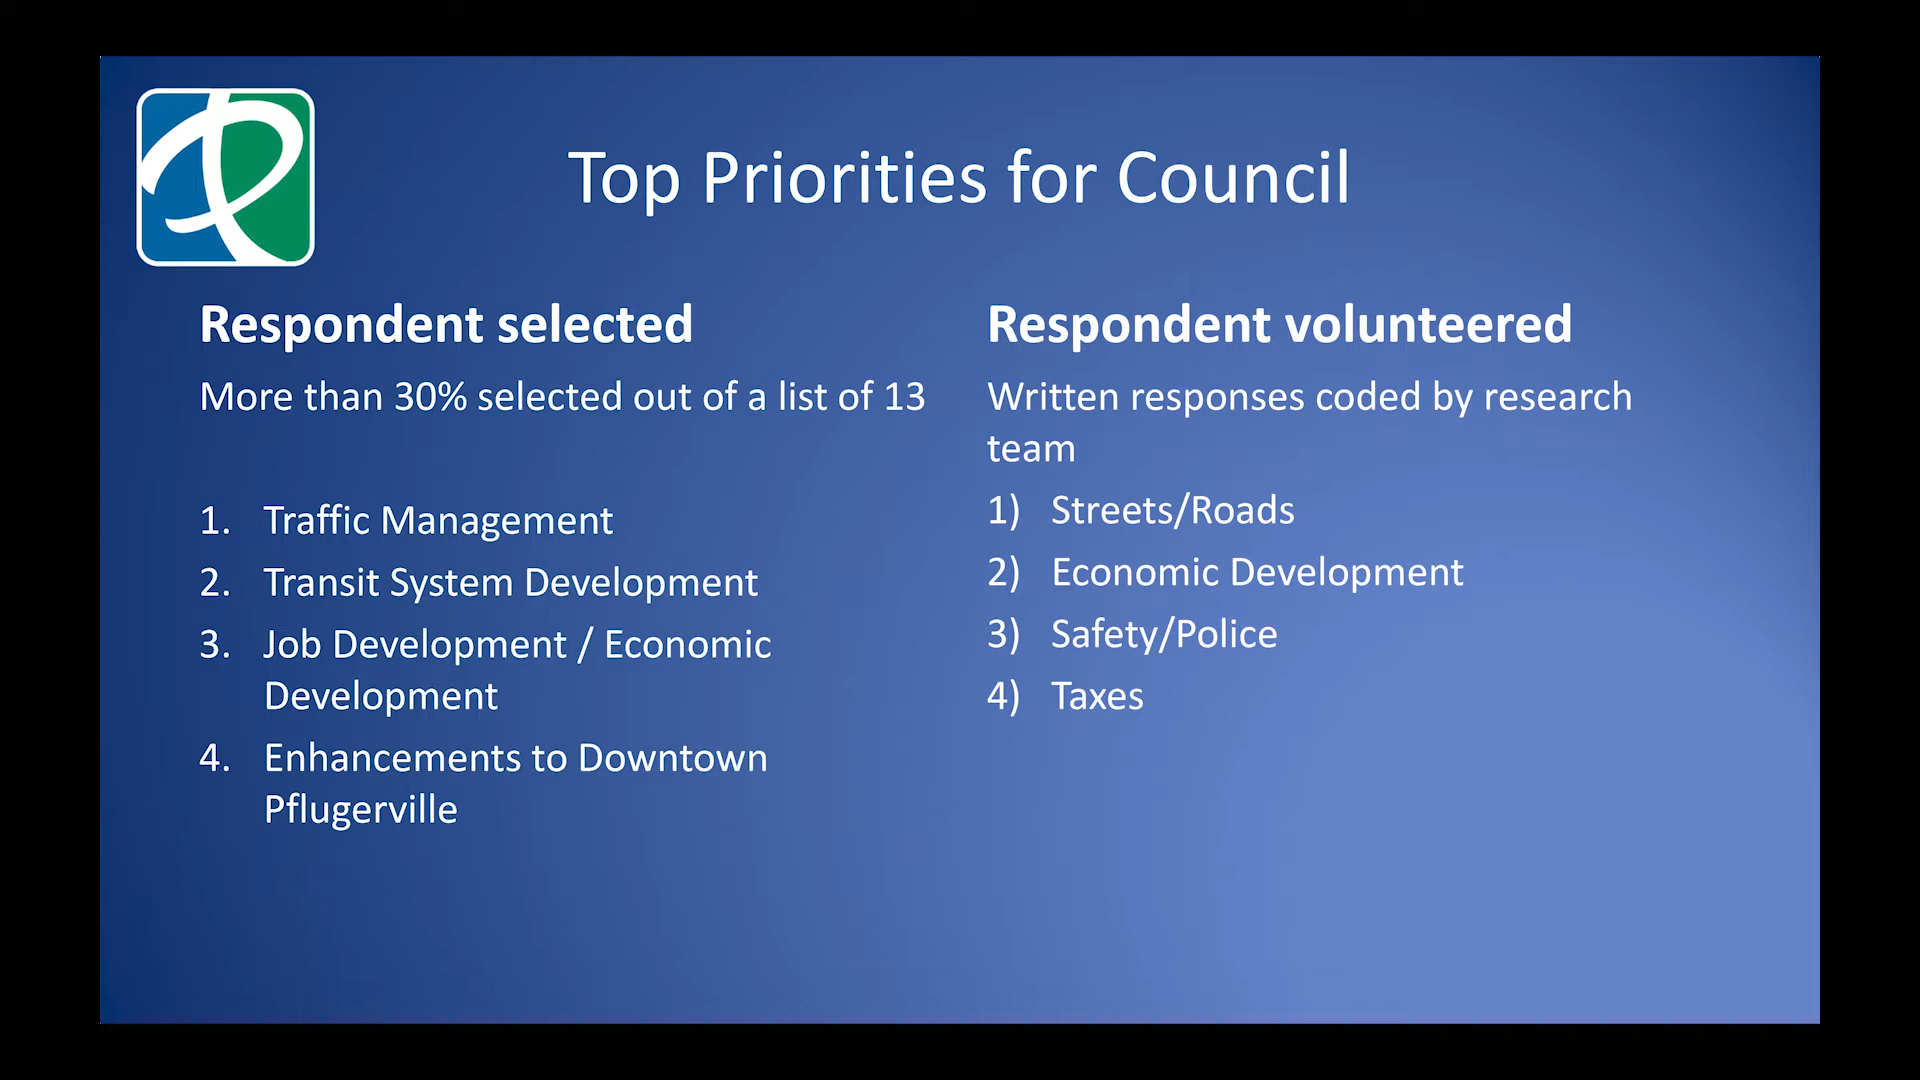 Top Priorities for Council
Respondent selected
More than 30% selected out of a list of 13
1. Traffic Management
2. Transit System Development
3. Job Development / Economic
Development
4. Enhancements to Downtown
Pflugerville
Respondent volunteered
Written responses coded by research
team
1) Streets/Roads
2) Economic Development
3) Safety/Police
4) Taxes